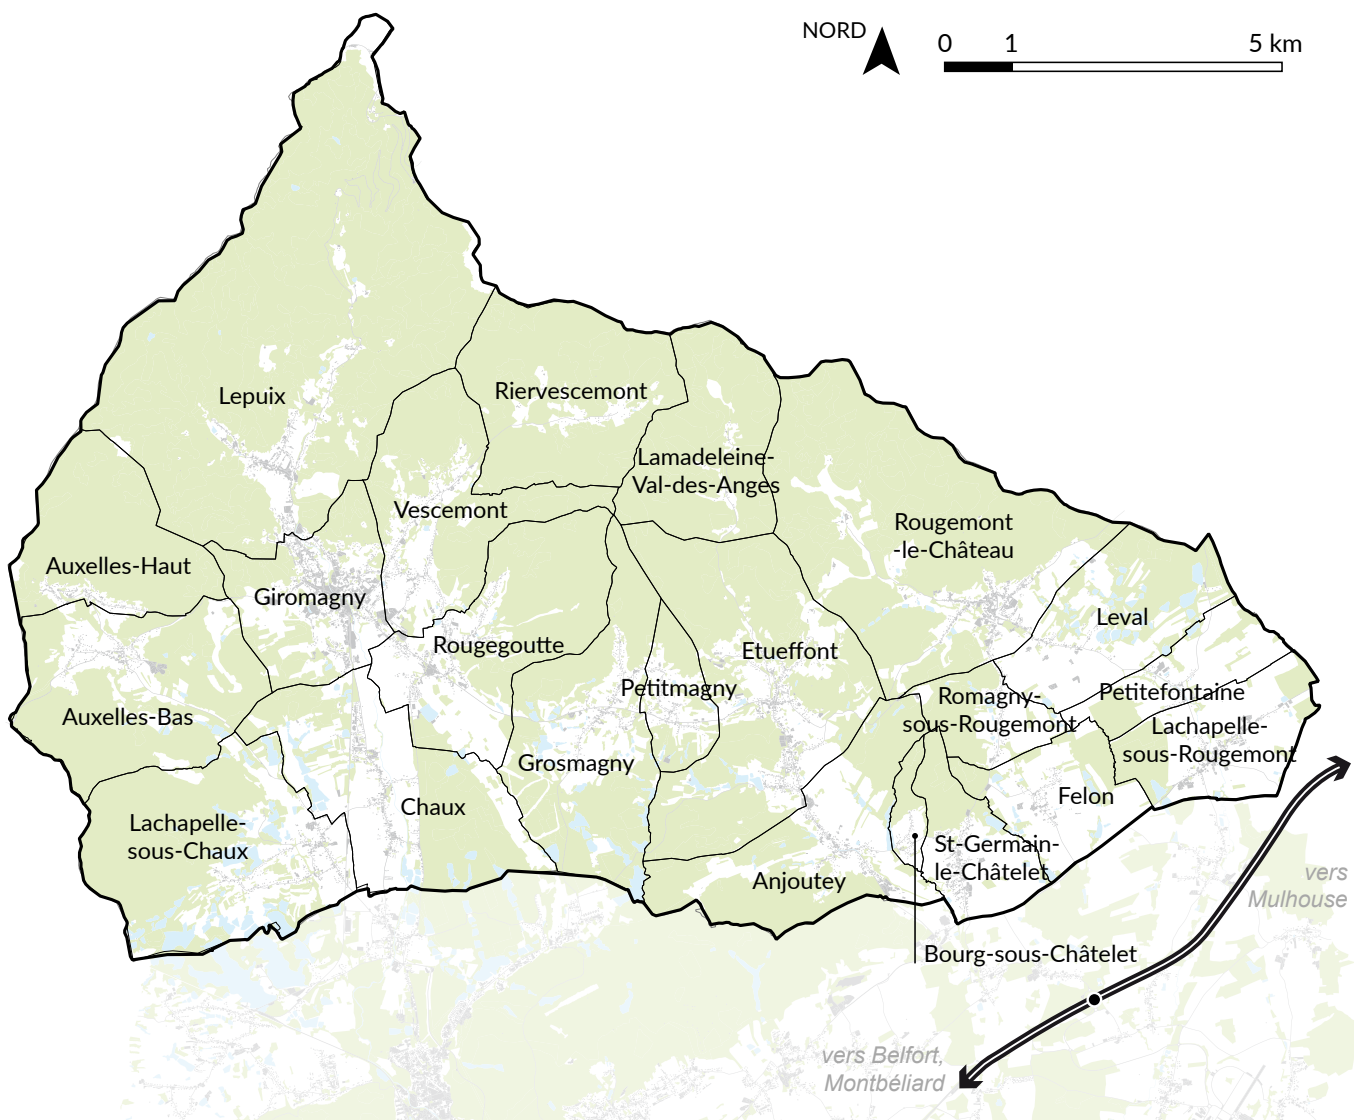 NORD
0 1 5 km
Lepuix
Riervescemont
Lamadeleine-
Val-des-Anges
Vescemont
Rougemont
-le-Château
Auxelles-Haut
Giromagny
Leval
Rougegoutte
Etueffont
Petitmagny
Romagny-
sous-Rougemont
Petitefontaine
Auxelles-Bas
Lachapelle-
sous-Rougemont
Grosmagny
Felon
Chaux
Lachapelle-
sous-Chaux
St-Germain-
le-Châtelet
Anjoutey
vers
Mulhouse
Bourg-sous-Châtelet
vers Belfort,
Montbéliard